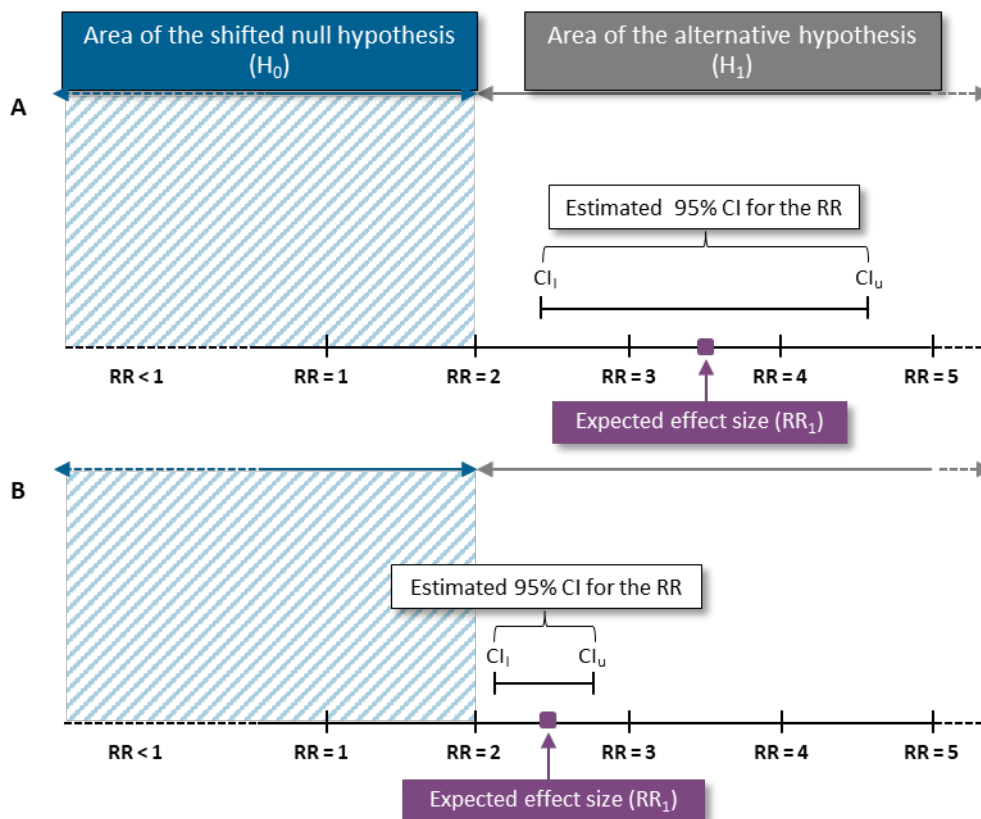 Area of the shifted null hypothesis
(H₀)
Area of the alternative hypothesis
(H₁)
A
Estimated 95% CI for the RR
CIₗ
CIᵤ
RR < 1
RR = 1
RR = 2
RR = 3
RR = 4
RR = 5
Expected effect size (RR₁)
B
Estimated 95% CI for the RR
CIₗ
CIᵤ
RR < 1
RR = 1
RR = 2
RR = 3
RR = 4
RR = 5
Expected effect size (RR₁)